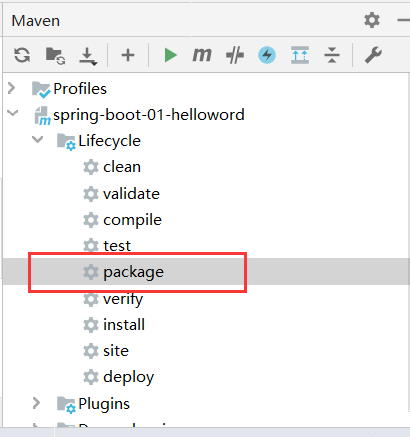 Maven
m
Profiles
spring-boot-01-helloword
Lifecycle
clean
validate
compile
test
package
verify
install
site
deploy
Plugins